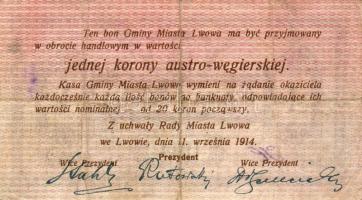 Ten bon Gminy Miasta Lwowa ma być przyjmowany
w obrocie handlowym w wartości
jednej korony austro-węgierskiej.
Kasa Gminy Miasta Lwowa wymieni na żądanie okaziciela
każdocześnie każdą ilość bonów na banknoty, odpowiadające ich
wartości nominalnej — od 20 koron począwszy.
Z uchwały Rady Miasta Lwowa
we Lwowie, dnia 11. września 1914.
Prezydent
Wice Prezydent Wice Prezydent
Rutowski